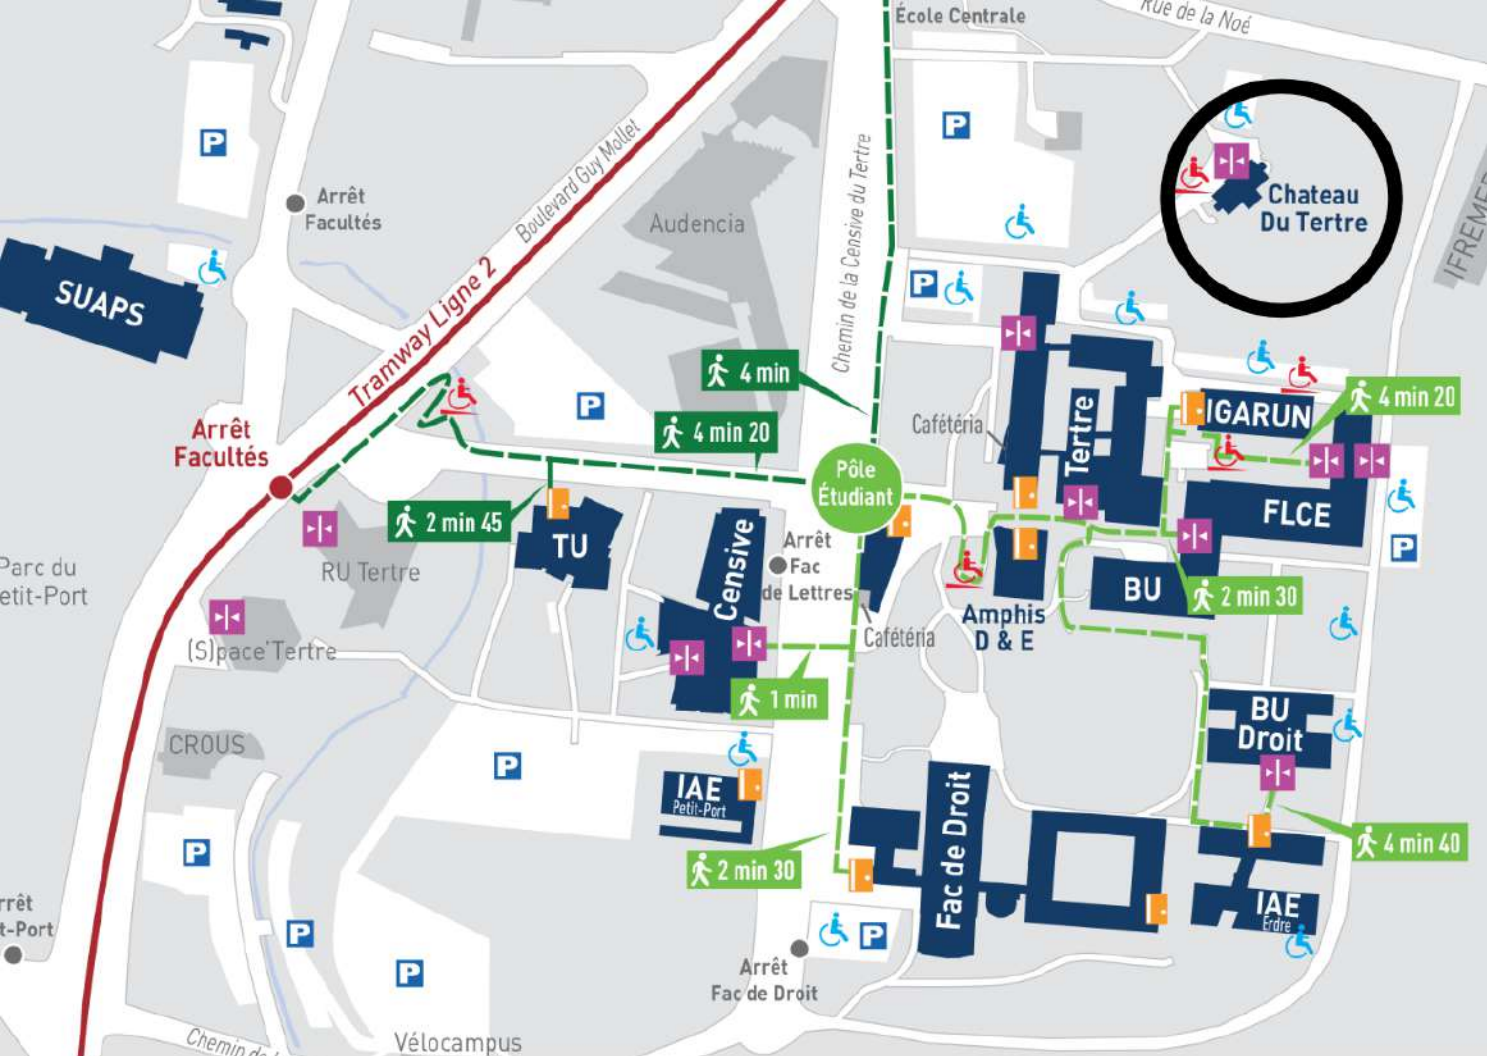 École Centrale
Rue de la Noé
P
P
Arrêt
Facultés
Boulevard Guy Mollet
Audencia
Chemin de la Censive du Tertre
Chateau
Du Tertre
IFREMER
SUAPS
Tramway Ligne 2
P
4 min
P
4 min 20
Cafétéria
Tertre
IGARUN
4 min 20
Arrêt
Facultés
Pôle
Étudiant
2 min 45
FLCE
P
TU
Censive
Arrêt
Fac
de Lettres
RU Tertre
Parc du
etit-Port
BU
2 min 30
Amphis
D & E
Cafétéria
(S)pace'Tertre
1 min
BU
Droit
CROUS
P
IAE
Petit-Port
Fac de Droit
4 min 40
P
2 min 30
IAE
Erdre
rrêt
t-Port
P
P
P
Arrêt
Fac de Droit
Vélocampus
Chemin de l